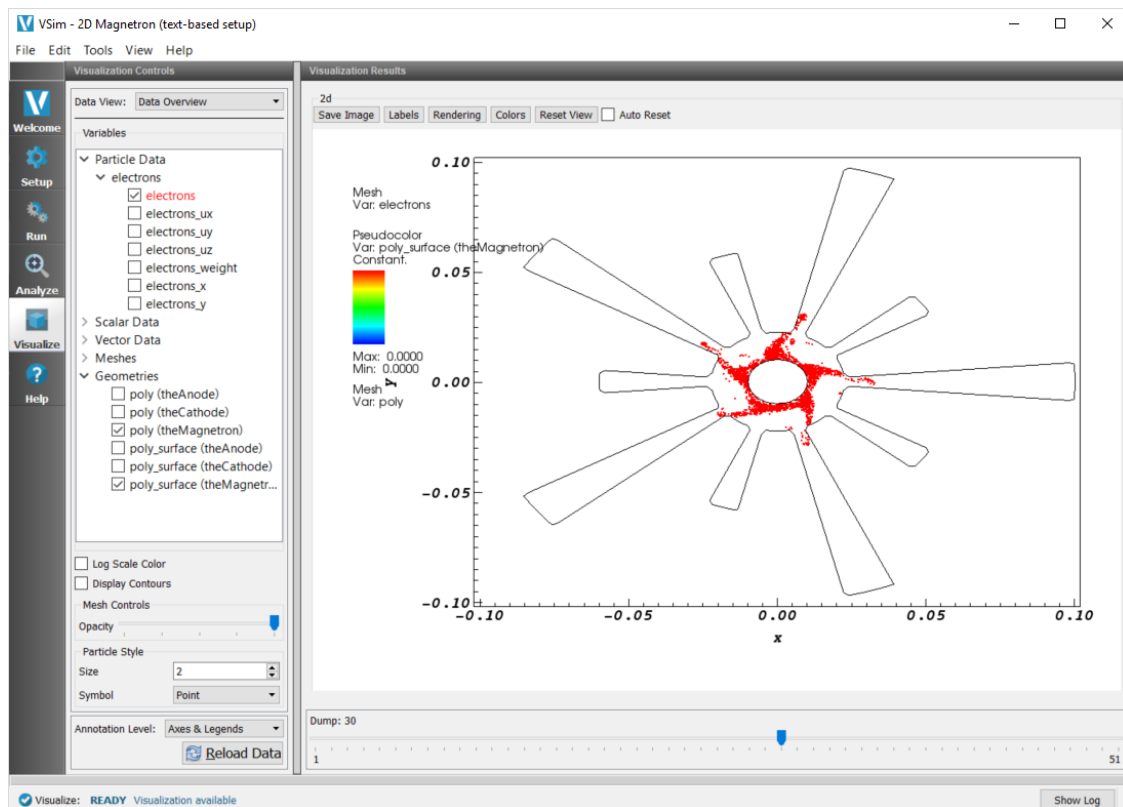 VSim - 2D Magnetron (text-based setup)
File Edit Tools View Help
Visualization Controls
Visualization Results
Welcome
Setup
Run
Analyze
Visualize
Help
Data View: Data Overview
Variables
Particle Data
electrons
electrons
electrons_ux
electrons_uy
electrons_uz
electrons_weight
electrons_x
electrons_y
Scalar Data
Vector Data
Meshes
Geometries
poly (theAnode)
poly (theCathode)
poly (theMagnetron)
poly_surface (theAnode)
poly_surface (theCathode)
poly_surface (theMagnetr...
Log Scale Color
Display Contours
Mesh Controls
Opacity
Particle Style
Size 2
Symbol Point
Annotation Level: Axes & Legends
Reload Data
2d
Save Image Labels Rendering Colors Reset View Auto Reset
Mesh
Var: electrons
Pseudocolor
Var: poly_surface (theMagnetron)
Constant.
Max: 0.0000
Min: 0.0000
Mesh
Var: poly
y
0.10
0.05
0.00
-0.05
-0.10
-0.10 -0.05 0.00 0.05 0.10
x
Dump: 30
1 51
Visualize: READY Visualization available
Show Log